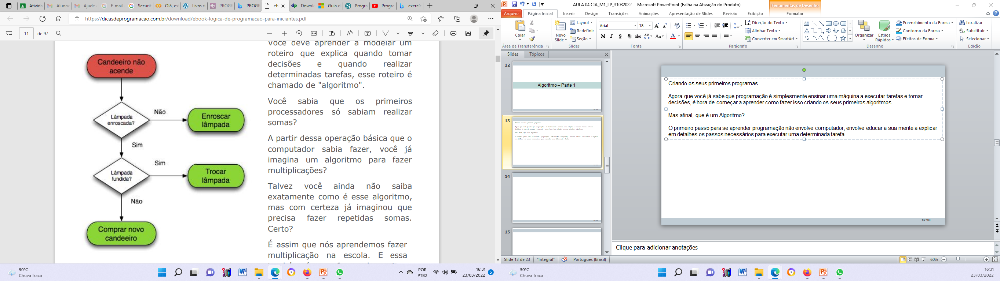 Ativida
Alunoc
Ajude a
E-mail
Securit
Olá, es
Livro d
PROGR
PROGR
eb
Downlo
Guia d
Progra
Progra
exercíc
https://dicasdeprogramacao.com.br/download/ebook-logica-de-programacao-para-iniciantes.pdf
11 de 97
Candeeiro não
acende
Lâmpada
enroscada?
Não
Enroscar
lâmpada
Sim
Lâmpada
fundida?
Sim
Trocar
lâmpada
Não
Comprar novo
candeeiro
Você deve aprender a modelar um
roteiro que explica quando tomar
decisões e quando realizar
determinadas tarefas, esse roteiro é
chamado de "algoritmo".
Você sabia que os primeiros
processadores só sabiam realizar
somas?
A partir dessa operação básica que o
computador sabia fazer, você já
imagina um algoritmo para fazer
multiplicações?
Talvez você ainda não saiba
exatamente como é esse algoritmo,
mas com certeza já imaginou que
precisa fazer repetidas somas.
Certo?
É assim que nós aprendemos fazer
multiplicação na escola. E essa
30°C
Chuva fraca
POR
PTB2
16:31
23/03/2022
5
AULA 04 CIA_M1_LP_31032022 - Microsoft PowerPoint (Falha na Ativação do Produto)
Ferramentas de Desenho
Arquivo
Página Inicial
Inserir
Design
Transições
Animações
Apresentação de Slides
Revisão
Exibição
Formatar
Colar
Área de Transferência
Novo
Slide
Layout
Redefinir
Seção
Slides
Arial
18
N I S S abc AV Aa A
Fonte
Direção do Texto
Alinhar Texto
Converter em SmartArt
Parágrafo
Organizar
Estilos
Rápidos
Preenchimento da Forma
Contorno da Forma
Efeitos de Forma
Desenho
Localizar
Substituir
Selecionar
Edição
Slides
Tópicos
12
Algoritmo – Parte 1
13
14
15
Criando os seus primeiros programas.
Agora que você já sabe que programação é simplesmente ensinar uma máquina a executar tarefas e tomar
decisões, é hora de começar a aprender como fazer isso criando os seus primeiros algoritmos.
Mas afinal, que é um Algoritmo?
O primeiro passo para se aprender programação não envolve computador, envolve educar a sua mente a explicar
em detalhes os passos necessários para executar uma determinada tarefa.
13/100
Clique para adicionar anotações
Slide 13 de 23
"Integral"
Português (Brasil)
60%
30°C
Chuva fraca
16:31
23/03/2022